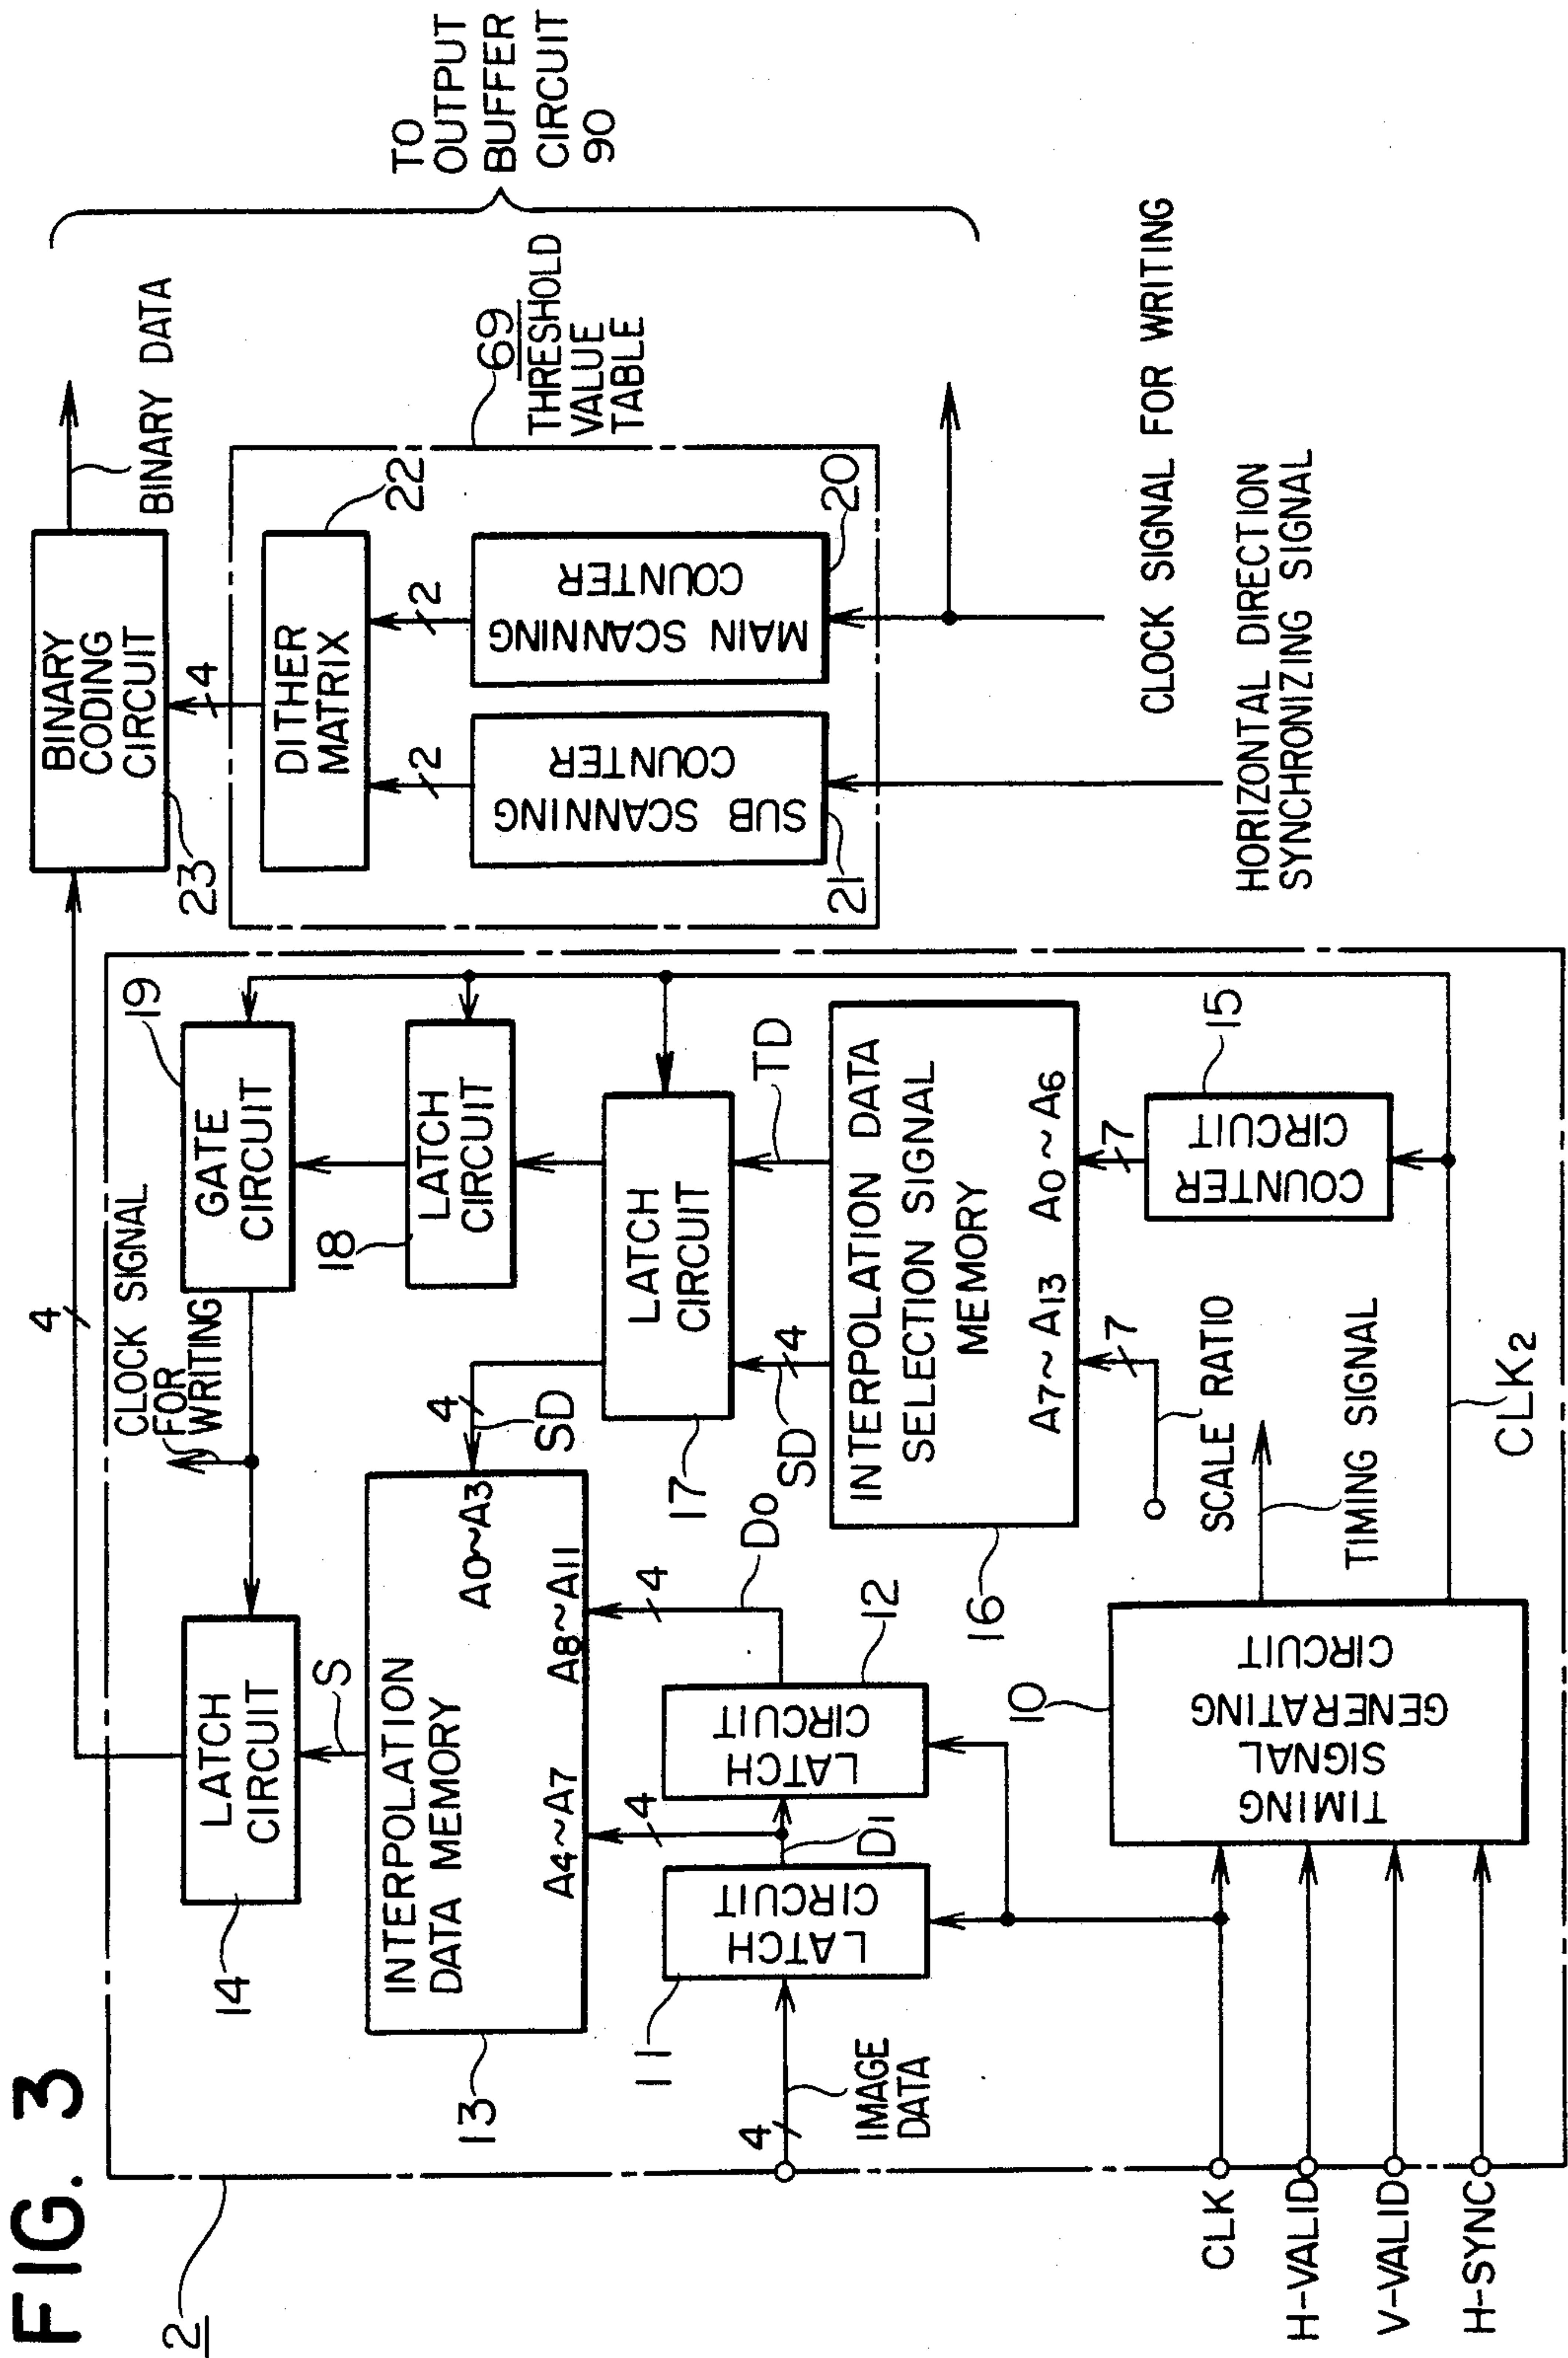 FIG. 3
2
14
LATCH
CIRCUIT
S
CLOCK SIGNAL
FOR
WRITING
4
19
GATE
CIRCUIT
18
LATCH
CIRCUIT
13
INTERPOLATION
DATA MEMORY
A0~A3
A4~A7
A8~A11
4
SD
17
LATCH
CIRCUIT
4
4
D0
SD
4
TD
11
LATCH
CIRCUIT
D1
12
LATCH
CIRCUIT
4
IMAGE
DATA
16
INTERPOLATION DATA
SELECTION SIGNAL
MEMORY
A7~A13
A0~A6
7
7
SCALE RATIO
15
COUNTER
CIRCUIT
10
TIMING
SIGNAL
GENERATING
CIRCUIT
TIMING SIGNAL
CLK2
CLK
H-VALID
V-VALID
H-SYNC
23
BINARY
CODING
CIRCUIT
BINARY DATA
4
DITHER
MATRIX
22
2
2
SUB SCANNING
COUNTER
21
MAIN SCANNING
COUNTER
20
69
THRESHOLD
VALUE
TABLE
TO
OUTPUT
BUFFER
CIRCUIT
90
CLOCK SIGNAL FOR WRITING
HORIZONTAL DIRECTION
SYNCHRONIZING SIGNAL